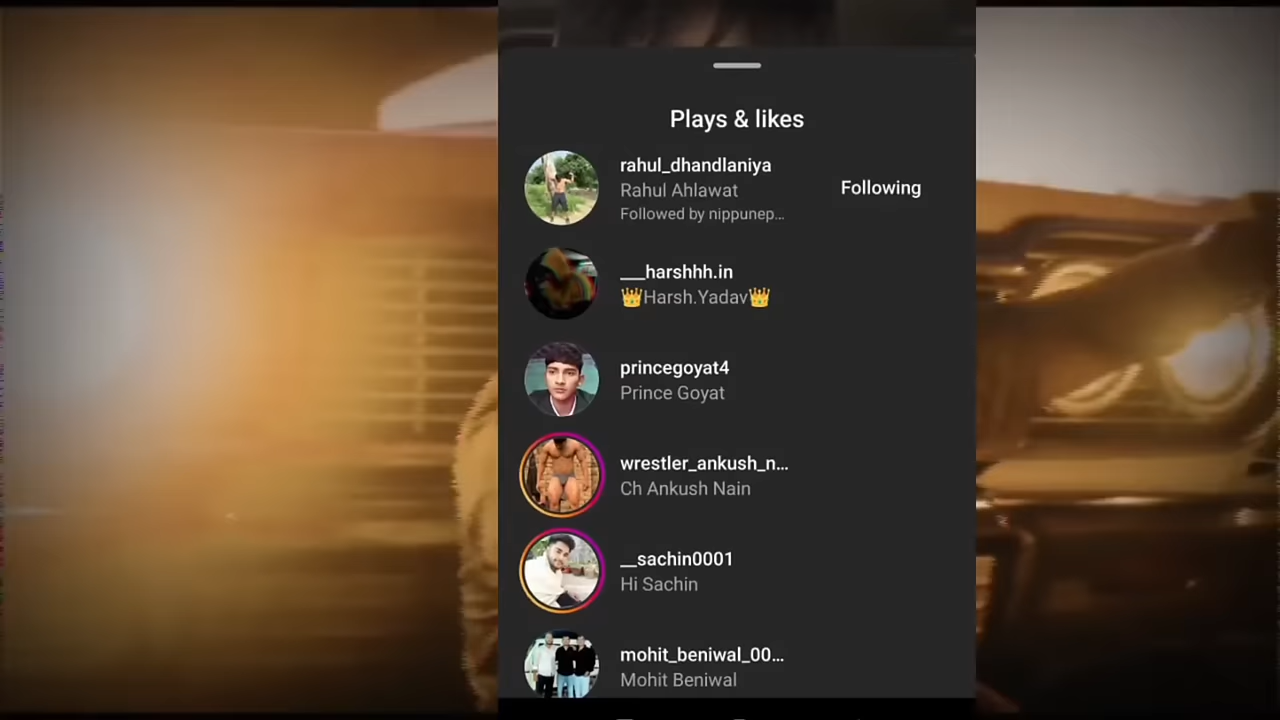 Plays & likes
rahul_dhandlaniya
Rahul Ahlawat
Following
Followed by nippunep...
___harshhh.in
👑Harsh.Yadav👑
princegoyat4
Prince Goyat
wrestler_ankush_n...
Ch Ankush Nain
__sachin0001
Hi Sachin
mohit_beniwal_00...
Mohit Beniwal